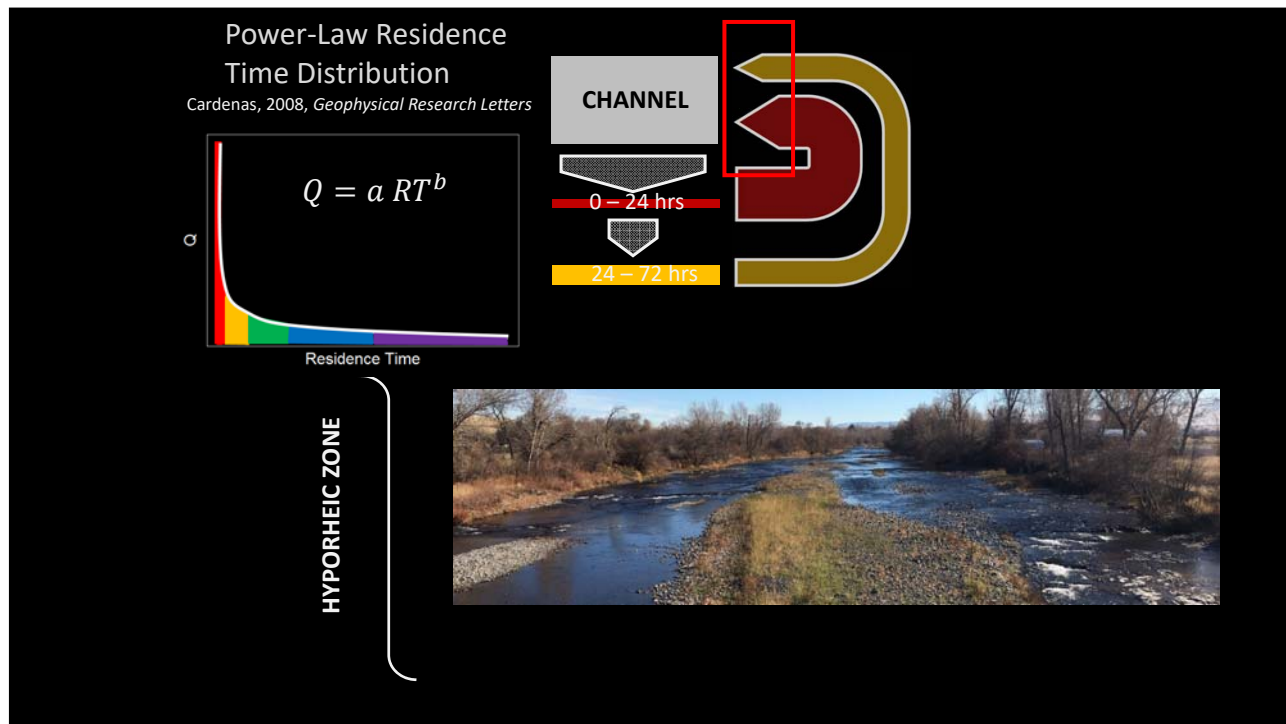 Power-Law Residence
Time Distribution
Cardenas, 2008, Geophysical Research Letters
Q = a RT^b
Q
Residence Time
CHANNEL
0 – 24 hrs
24 – 72 hrs
HYPORHEIC ZONE